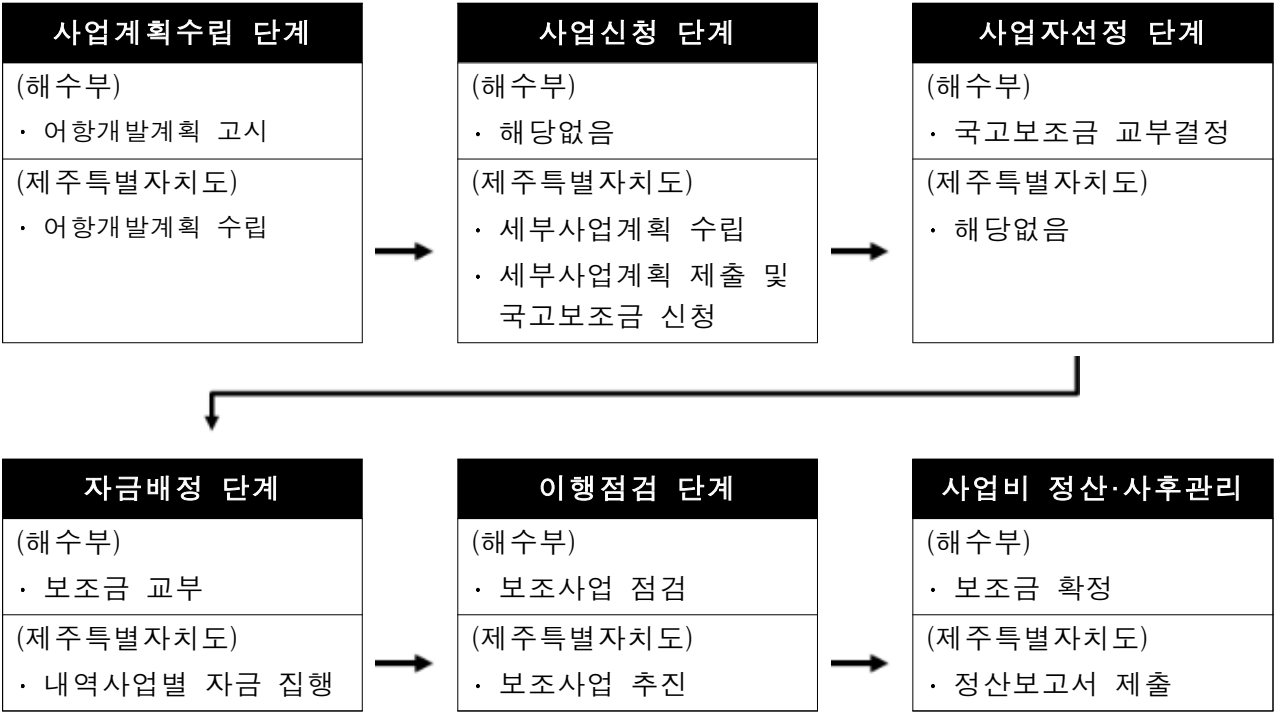 사업계획수립 단계
(해수부)
· 어항개발계획 고시
(제주특별자치도)
· 어항개발계획 수립
사업신청 단계
(해수부)
· 해당없음
(제주특별자치도)
· 세부사업계획 수립
· 세부사업계획 제출 및
국고보조금 신청
사업자선정 단계
(해수부)
· 국고보조금 교부결정
(제주특별자치도)
· 해당없음
자금배정 단계
(해수부)
· 보조금 교부
(제주특별자치도)
· 내역사업별 자금 집행
이행점검 단계
(해수부)
· 보조사업 점검
(제주특별자치도)
· 보조사업 추진
사업비 정산·사후관리
(해수부)
· 보조금 확정
(제주특별자치도)
· 정산보고서 제출